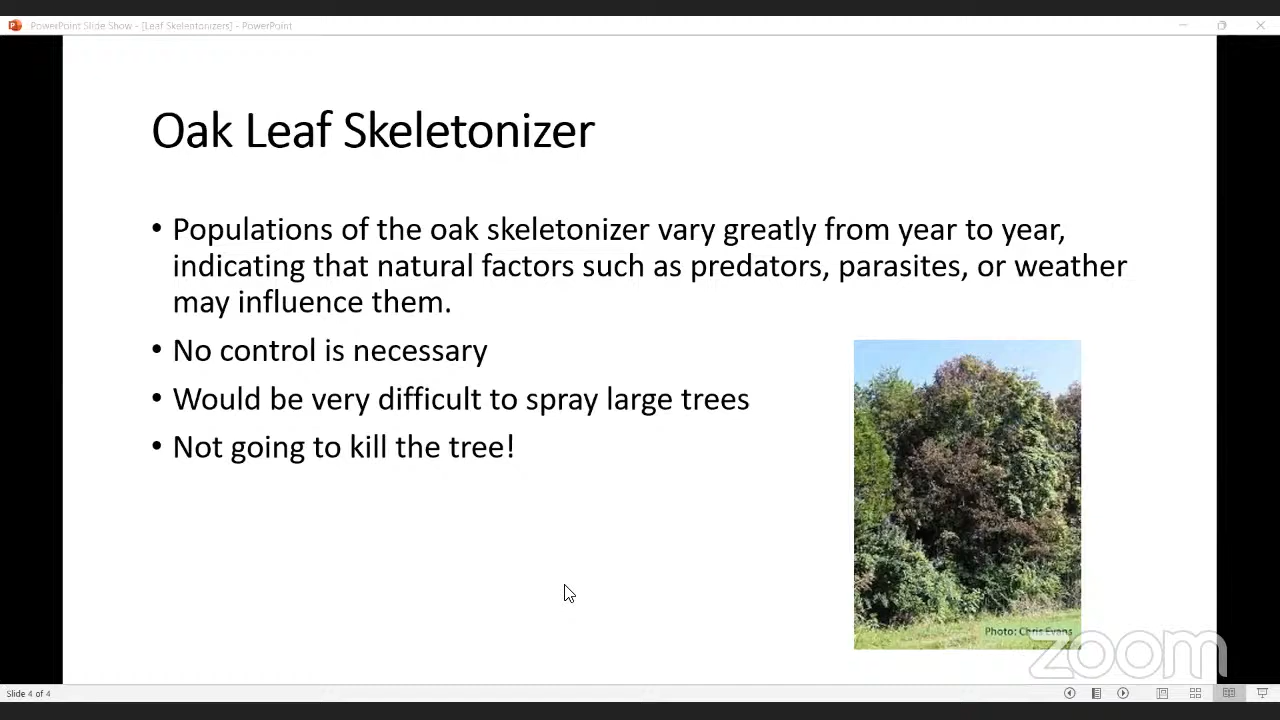 PowerPoint Slide Show - [Leaf Skelentonizers] - PowerPoint
Oak Leaf Skeletonizer
• Populations of the oak skeletonizer vary greatly from year to year,
indicating that natural factors such as predators, parasites, or weather
may influence them.
• No control is necessary
• Would be very difficult to spray large trees
• Not going to kill the tree!
Photo: Chris Evans
zoom
Slide 4 of 4